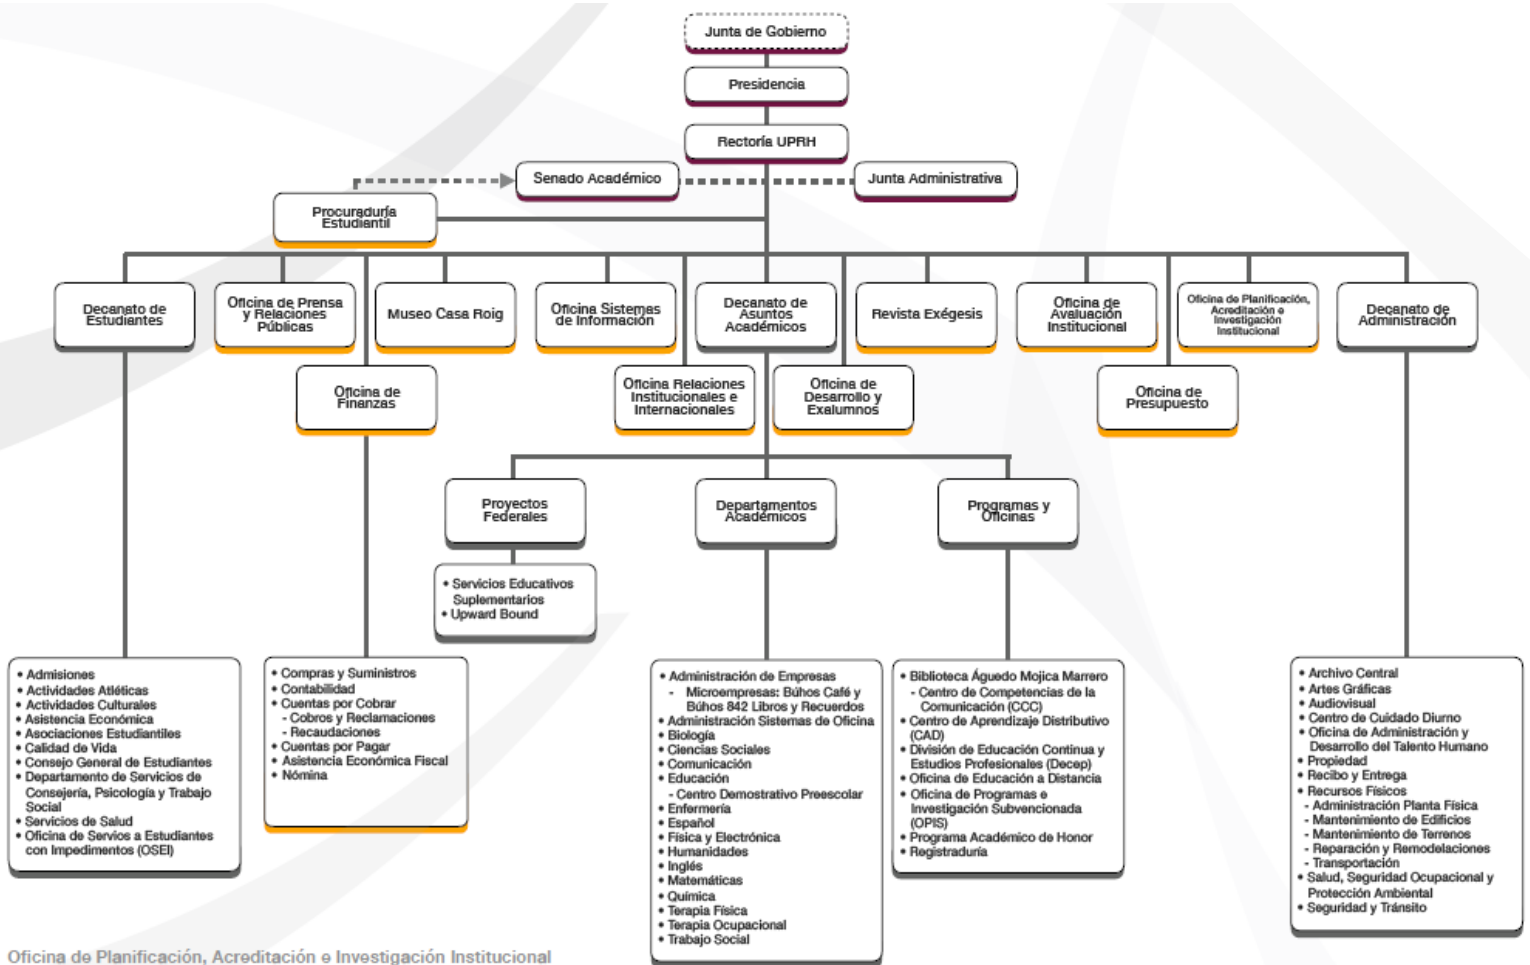 Junta de Gobierno
Presidencia
Rectoría UPRH
Senado Académico
Junta Administrativa
Procuraduría
Estudiantil
Decanato de
Estudiantes
Oficina de Prensa
y Relaciones
Públicas
Museo Casa Roig
Oficina Sistemas
de Información
Decanato de
Asuntos
Académicos
Revista Exégesis
Oficina de
Avaluación
Institucional
Oficina de Planificación,
Acreditación e
Investigación
Institucional
Decanato de
Administración
Oficina de
Finanzas
Oficina Relaciones
Institucionales e
Internacionales
Oficina de
Desarrollo y
Exalumnos
Oficina de
Presupuesto
Proyectos
Federales
Departamentos
Académicos
Programas y
Oficinas
• Servicios Educativos
Suplementarios
• Upward Bound
• Admisiones
• Actividades Atléticas
• Actividades Culturales
• Asistencia Económica
• Asociaciones Estudiantiles
• Calidad de Vida
• Consejo General de Estudiantes
• Departamento de Servicios de
Consejería, Psicología y Trabajo
Social
• Servicios de Salud
• Oficina de Servios a Estudiantes
con Impedimentos (OSEI)
• Compras y Suministros
• Contabilidad
• Cuentas por Cobrar
- Cobros y Reclamaciones
- Recaudaciones
• Cuentas por Pagar
• Asistencia Económica Fiscal
• Nómina
• Administración de Empresas
- Microempresas: Búhos Café y
Búhos 842 Libros y Recuerdos
• Administración Sistemas de Oficina
• Biología
• Ciencias Sociales
• Comunicación
• Educación
- Centro Demostrativo Preescolar
• Enfermería
• Español
• Física y Electrónica
• Humanidades
• Inglés
• Matemáticas
• Química
• Terapia Física
• Terapia Ocupacional
• Trabajo Social
• Biblioteca Águedo Mojica Marrero
- Centro de Competencias de la
Comunicación (CCC)
• Centro de Aprendizaje Distributivo
(CAD)
• División de Educación Continua y
Estudios Profesionales (Decep)
• Oficina de Educación a Distancia
• Oficina de Programas e
Investigación Subvencionada
(OPIS)
• Programa Académico de Honor
• Registraduría
• Archivo Central
• Artes Gráficas
• Audiovisual
• Centro de Cuidado Diurno
• Oficina de Administración y
Desarrollo del Talento Humano
• Propiedad
• Recibo y Entrega
• Recursos Físicos
- Administración Planta Física
- Mantenimiento de Edificios
- Mantenimiento de Terrenos
- Reparación y Remodelaciones
- Transportación
• Salud, Seguridad Ocupacional y
Protección Ambiental
• Seguridad y Tránsito
Oficina de Planificación, Acreditación e Investigación Institucional